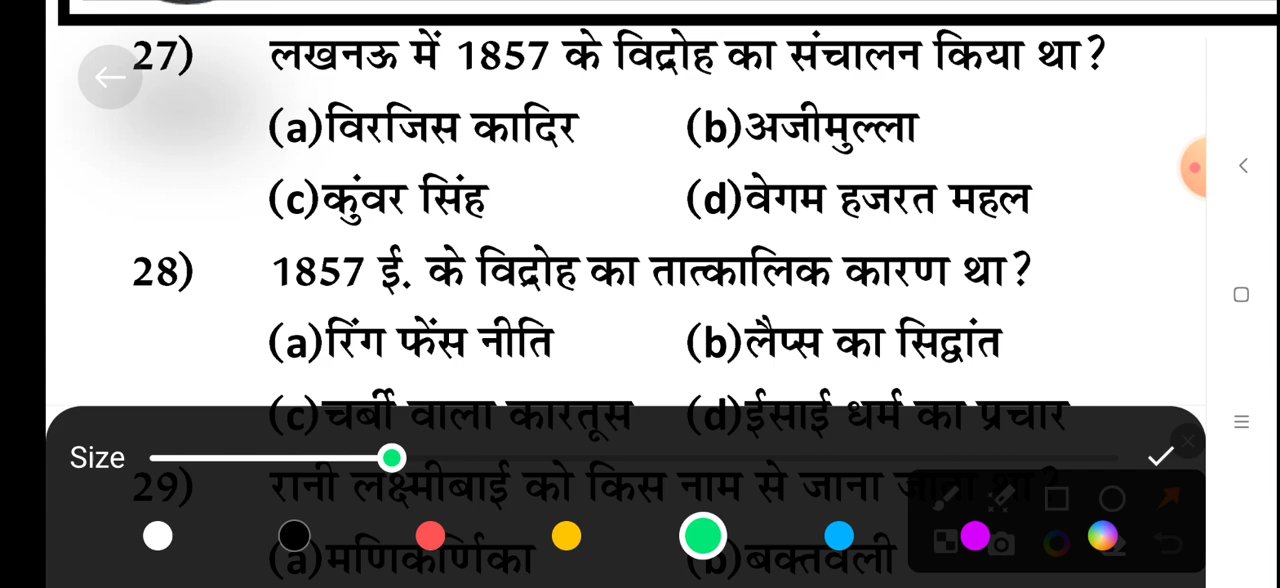 27) लखनऊ में 1857 के विद्रोह का संचालन किया था?
(a)विरजिस कादिर (b)अजीमुल्ला
(c)कुंवर सिंह (d)वेगम हजरत महल
28) 1857 ई. के विद्रोह का तात्कालिक कारण था?
(a)रिंग फेंस नीति (b)लैप्स का सिद्वांत
(c)चर्बी वाला कारतूस (d)ईसाई धर्म का प्रचार
Size
29) रानी लक्ष्मीबाई को किस नाम से जाना जाता था?
(a)मणिकर्णिका (b)बक्तवली